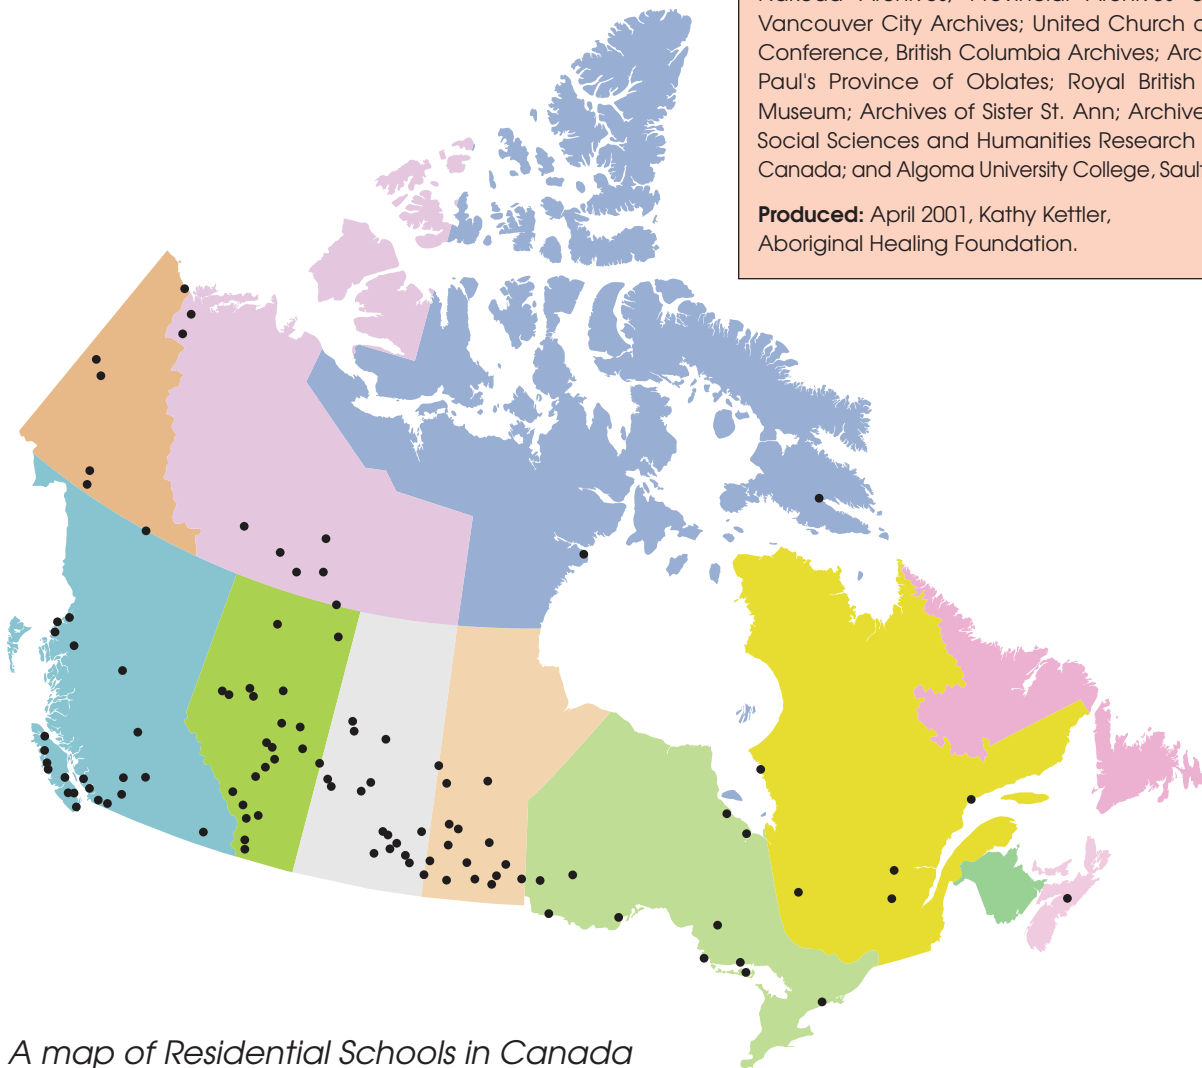 Vancouver City Archives; United Church
Conference, British Columbia Archives;
Paul's Province of Oblates; Royal British
Museum; Archives of Sister St. Ann;
Social Sciences and Humanities Research
Canada; and Algoma University College,
Produced: April 2001, Kathy Kettler,
Aboriginal Healing Foundation.
A map of Residential Schools in Canada